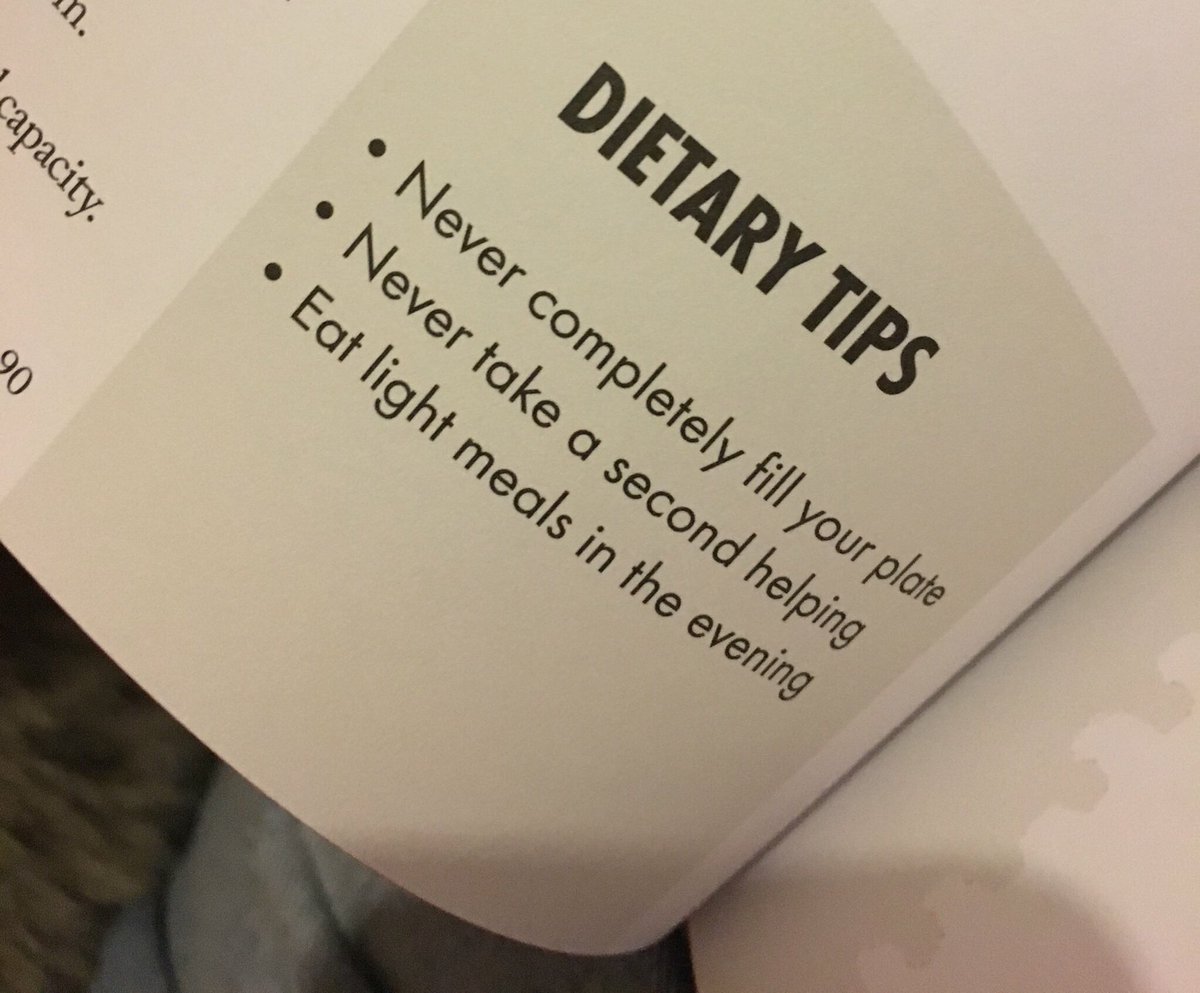 m.
capacity.
90
DIETARY TIPS
• Never completely fill your plate
• Never take a second helping
• Eat light meals in the evening